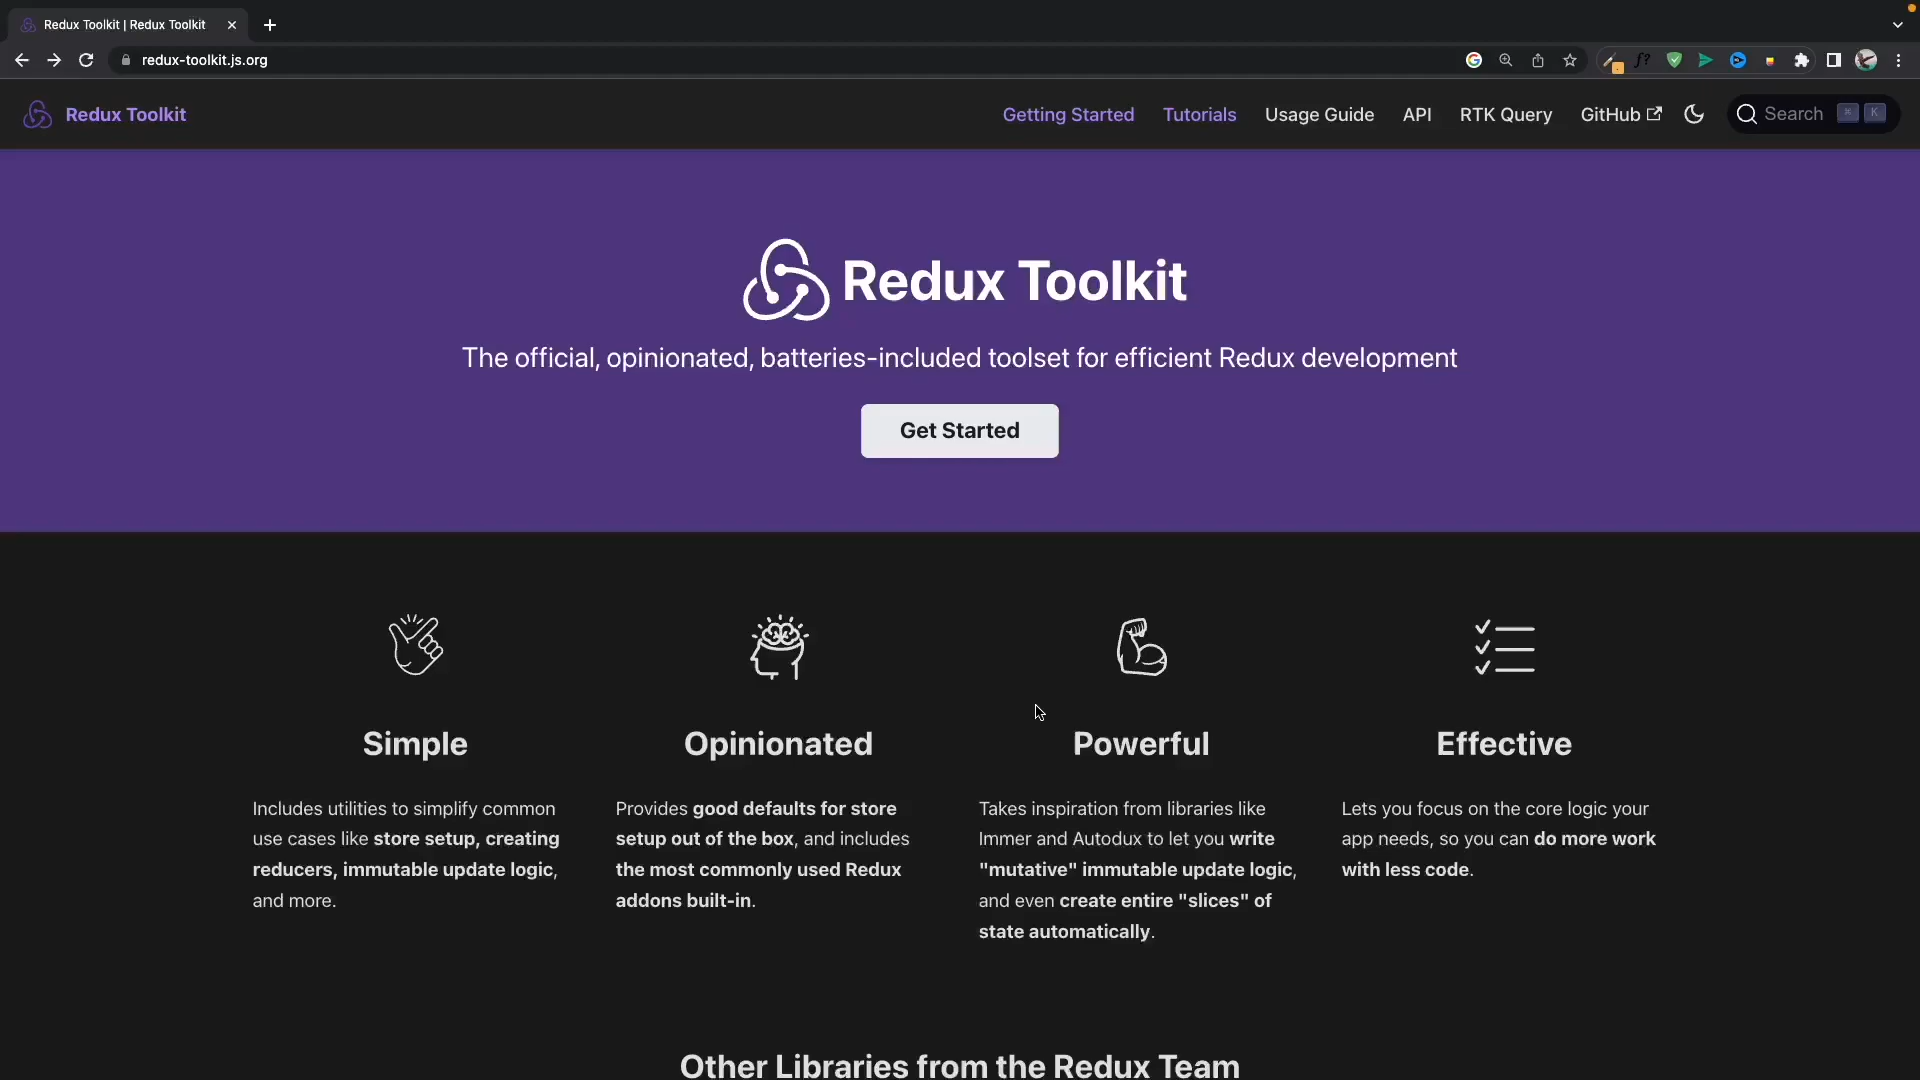 Redux Toolkit | Redux Toolkit
redux-toolkit.js.org
f?
Redux Toolkit
Getting Started
Tutorials
Usage Guide
API
RTK Query
GitHub
Search
⌘ K
Redux Toolkit
The official, opinionated, batteries-included toolset for efficient Redux development
Get Started
Simple
Includes utilities to simplify common
use cases like store setup, creating
reducers, immutable update logic,
and more.
Opinionated
Provides good defaults for store
setup out of the box, and includes
the most commonly used Redux
addons built-in.
Powerful
Takes inspiration from libraries like
Immer and Autodux to let you write
"mutative" immutable update logic,
and even create entire "slices" of
state automatically.
Effective
Lets you focus on the core logic your
app needs, so you can do more work
with less code.
Other Libraries from the Redux Team